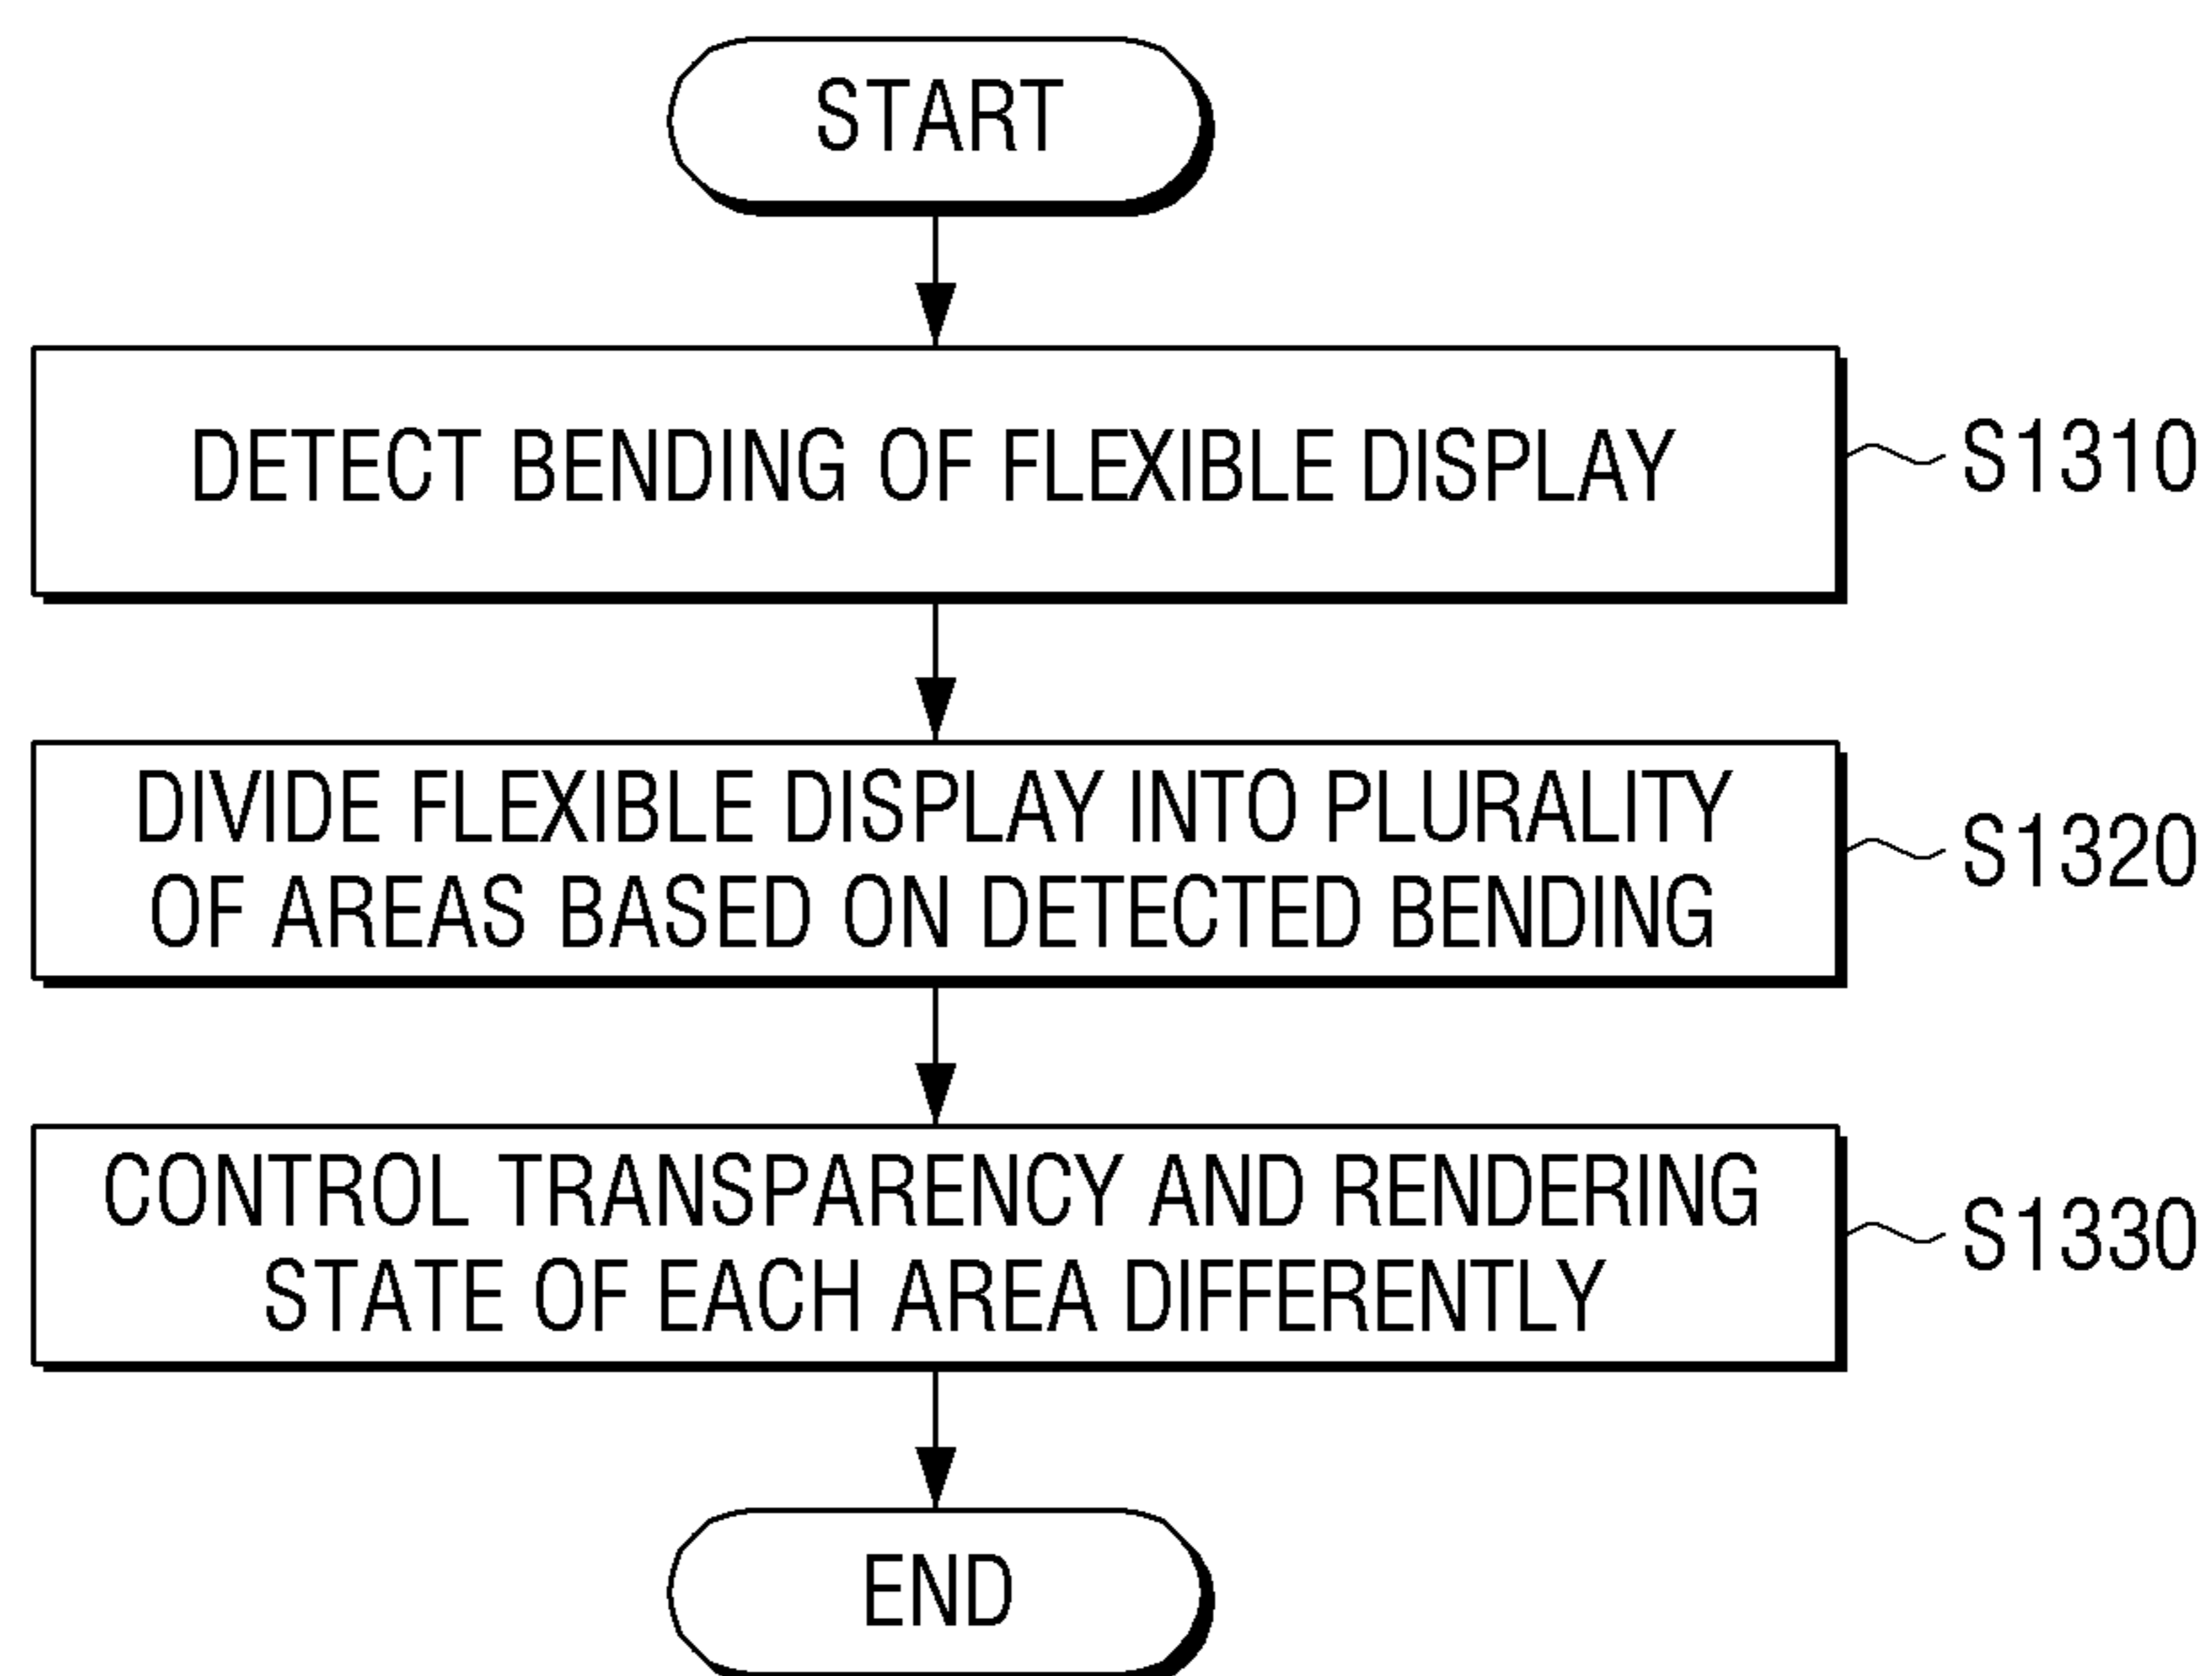 START
DETECT BENDING OF FLEXIBLE DISPLAY
S1310
DIVIDE FLEXIBLE DISPLAY INTO PLURALITY
OF AREAS BASED ON DETECTED BENDING
S1320
CONTROL TRANSPARENCY AND RENDERING
STATE OF EACH AREA DIFFERENTLY
S1330
END